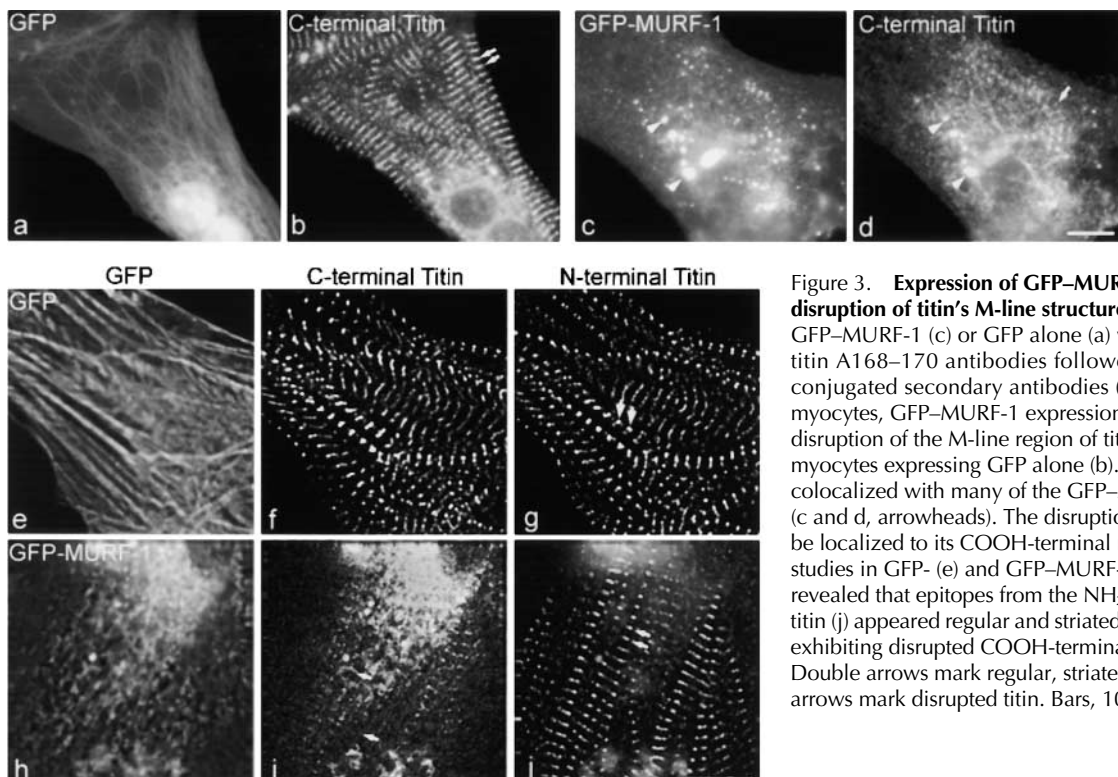 GFP
C-terminal Titin
GFP-MURF-1
C-terminal Titin
a
b
c
d
GFP
C-terminal Titin
N-terminal Titin
GFP
e
f
g
GFP-MURF-1
h
i
j
Figure 3. Expression of GFP–MUR
disruption of titin's M-line structure
GFP–MURF-1 (c) or GFP alone (a)
titin A168–170 antibodies followe
conjugated secondary antibodies (
myocytes, GFP–MURF-1 expression
disruption of the M-line region of tit
myocytes expressing GFP alone (b).
colocalized with many of the GFP–
(c and d, arrowheads). The disruptio
be localized to its COOH-terminal
studies in GFP- (e) and GFP–MURF-
revealed that epitopes from the NH
titin (j) appeared regular and striated
exhibiting disrupted COOH-termina
Double arrows mark regular, striate
arrows mark disrupted titin. Bars, 10